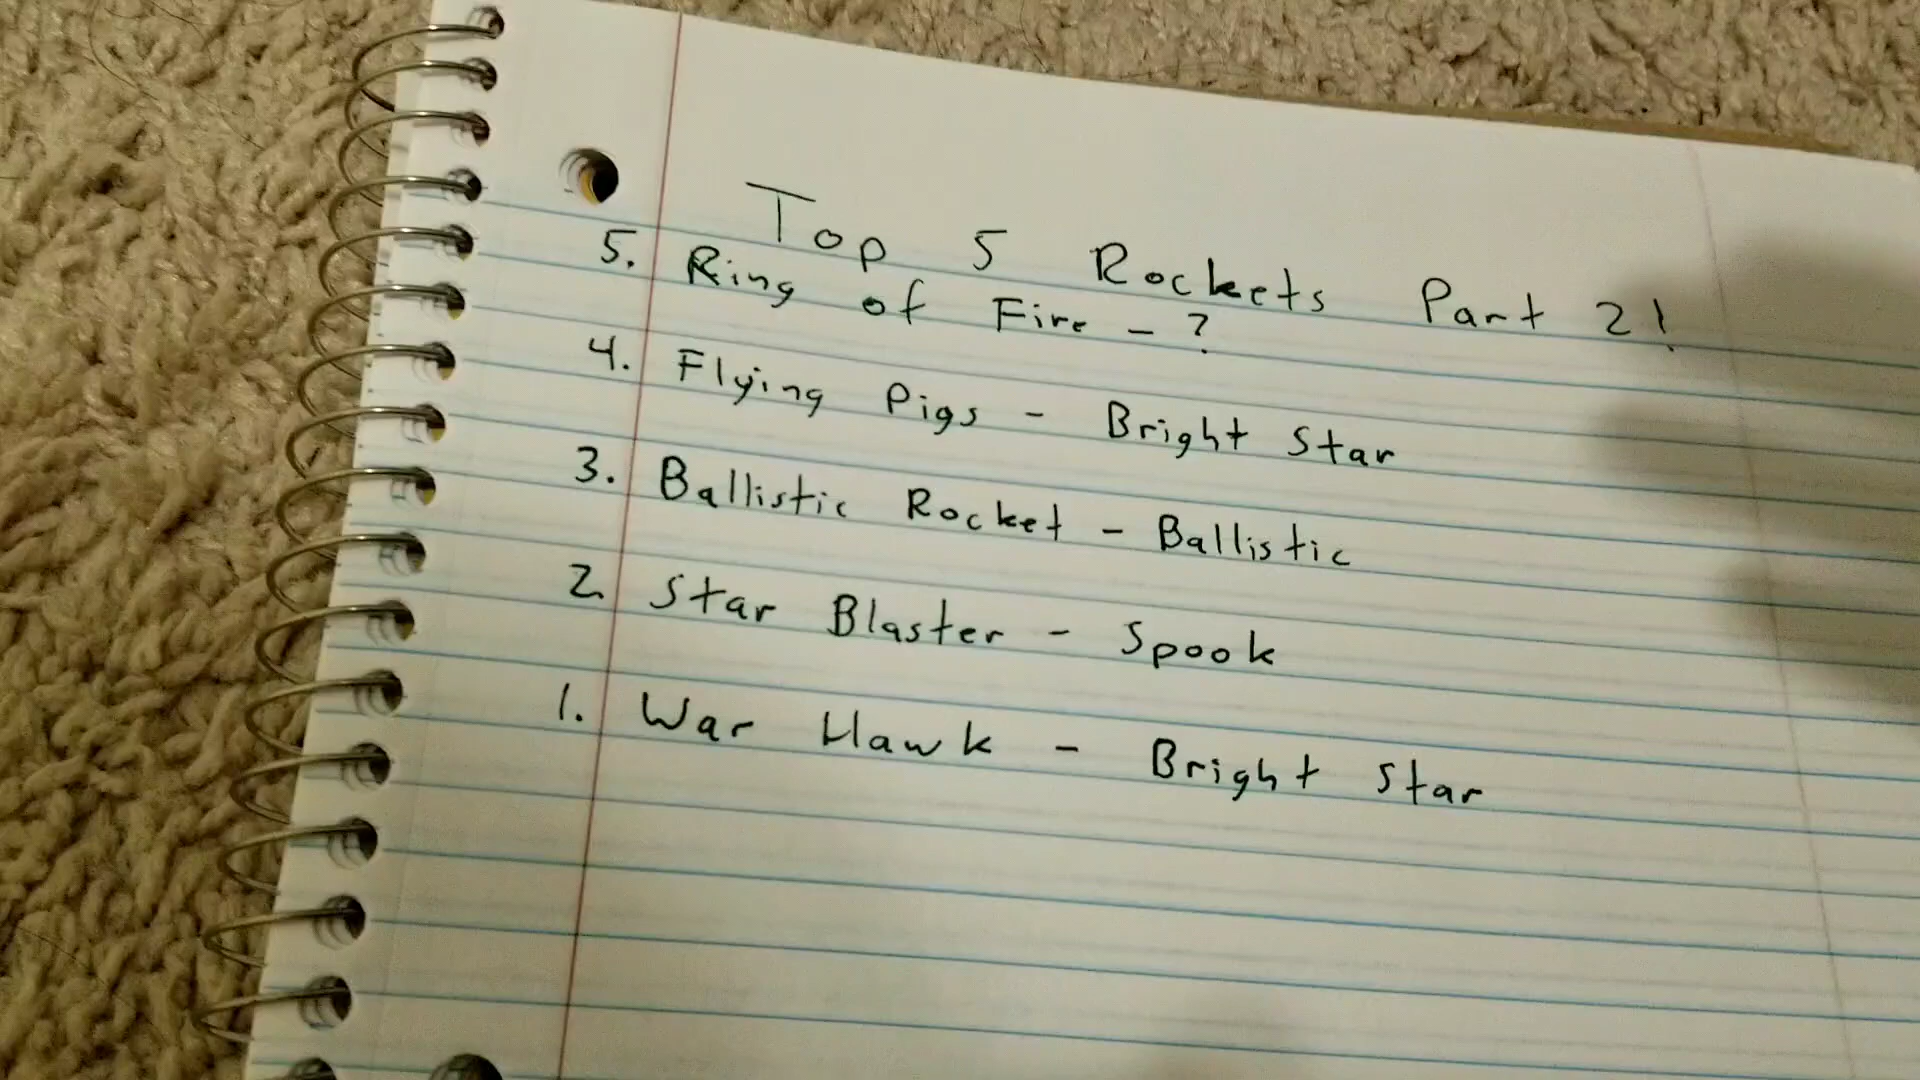 Top 5 Rockets Part 2!
5. Ring of Fire - ?
4. Flying Pigs - Bright Star
3. Ballistic Rocket - Ballistic
2. Star Blaster - Spook
1. War Hawk - Bright Star